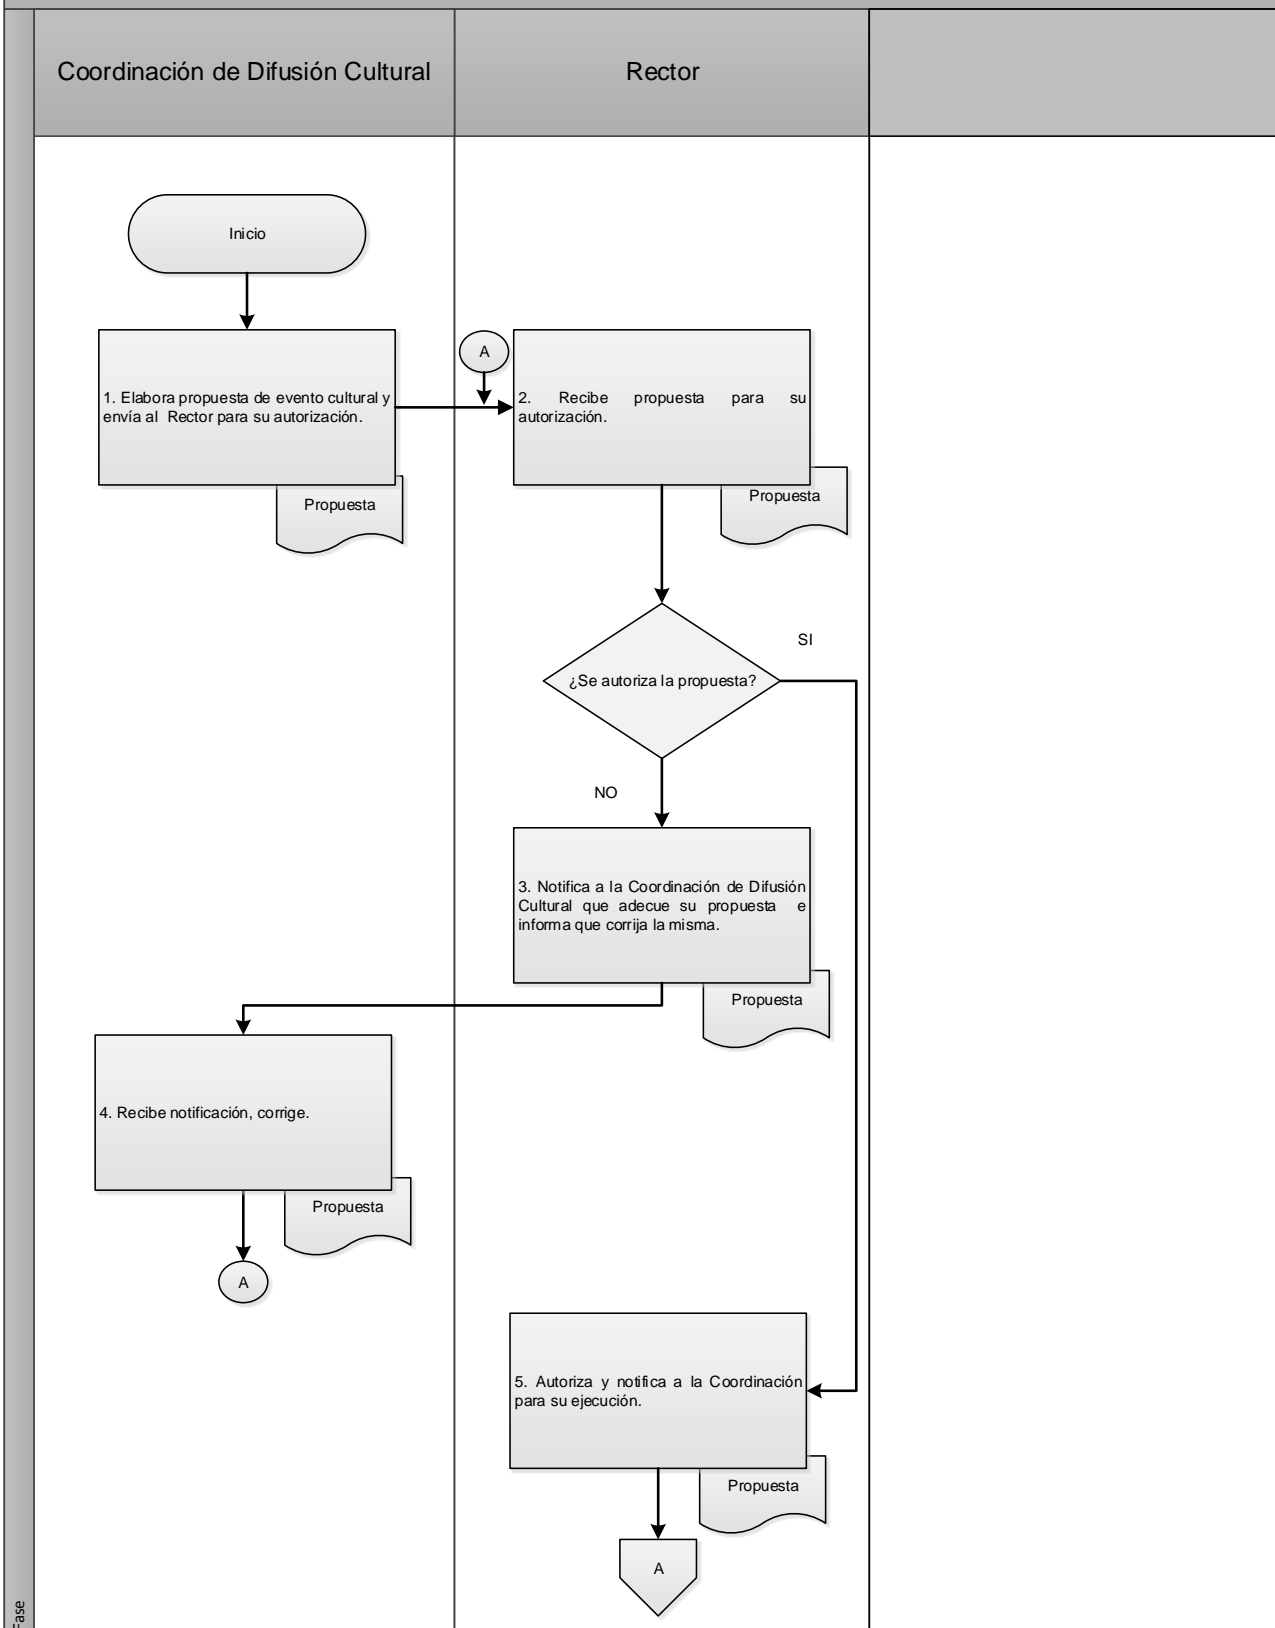 Coordinación de Difusión Cultural
Rector
Inicio
A
1. Elabora propuesta de evento cultural y
envía al Rector para su autorización.
2. Recibe propuesta para su
autorización.
Propuesta
Propuesta
¿Se autoriza la propuesta?
SI
NO
3. Notifica a la Coordinación de Difusión
Cultural que adecue su propuesta e
informa que corrija la misma.
Propuesta
4. Recibe notificación, corrige.
Propuesta
A
5. Autoriza y notifica a la Coordinación
para su ejecución.
Propuesta
A
Fase